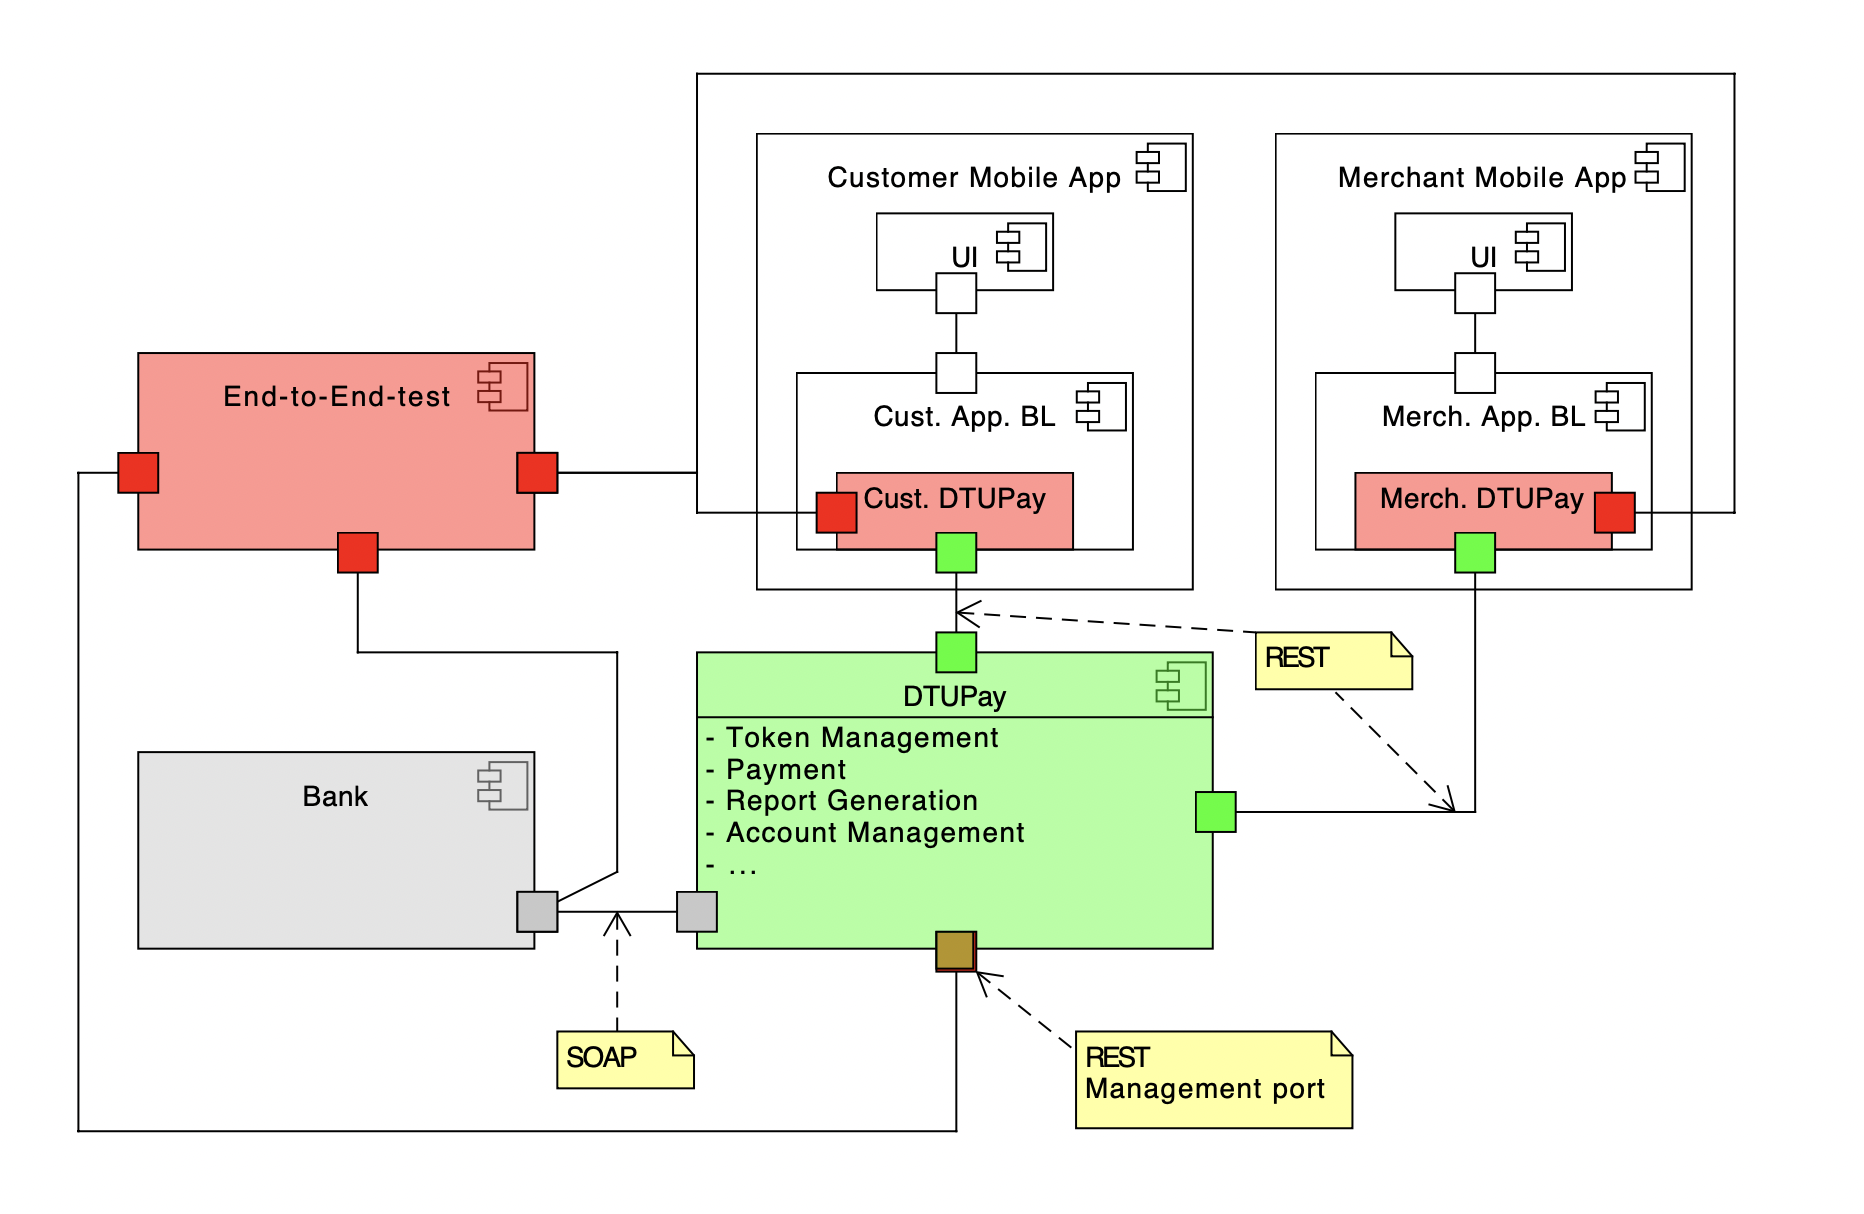 Customer Mobile App
Merchant Mobile App
UI
UI
End-to-End-test
Cust. App. BL
Merch. App. BL
Cust. DTUPay
Merch. DTUPay
REST
DTUPay
- Token Management
- Payment
- Report Generation
- Account Management
- ...
Bank
SOAP
REST
Management port